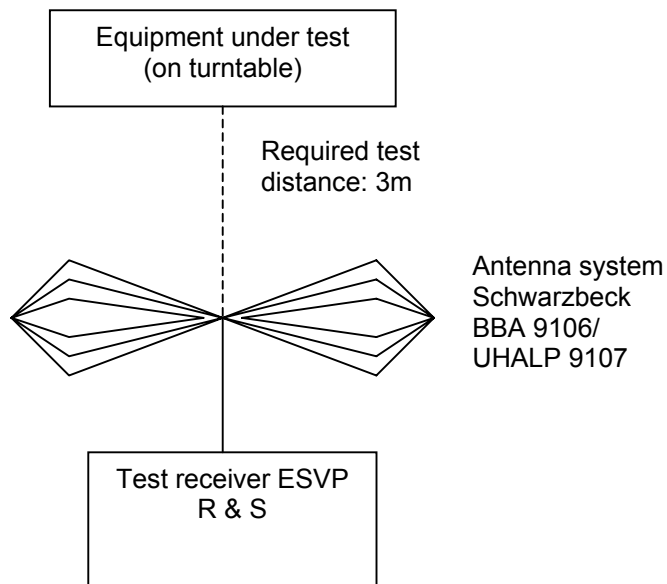 Equipment under test
(on turntable)
Required test
distance: 3m
Antenna system
Schwarzbeck
BBA 9106/
UHALP 9107
Test receiver ESVP
R & S